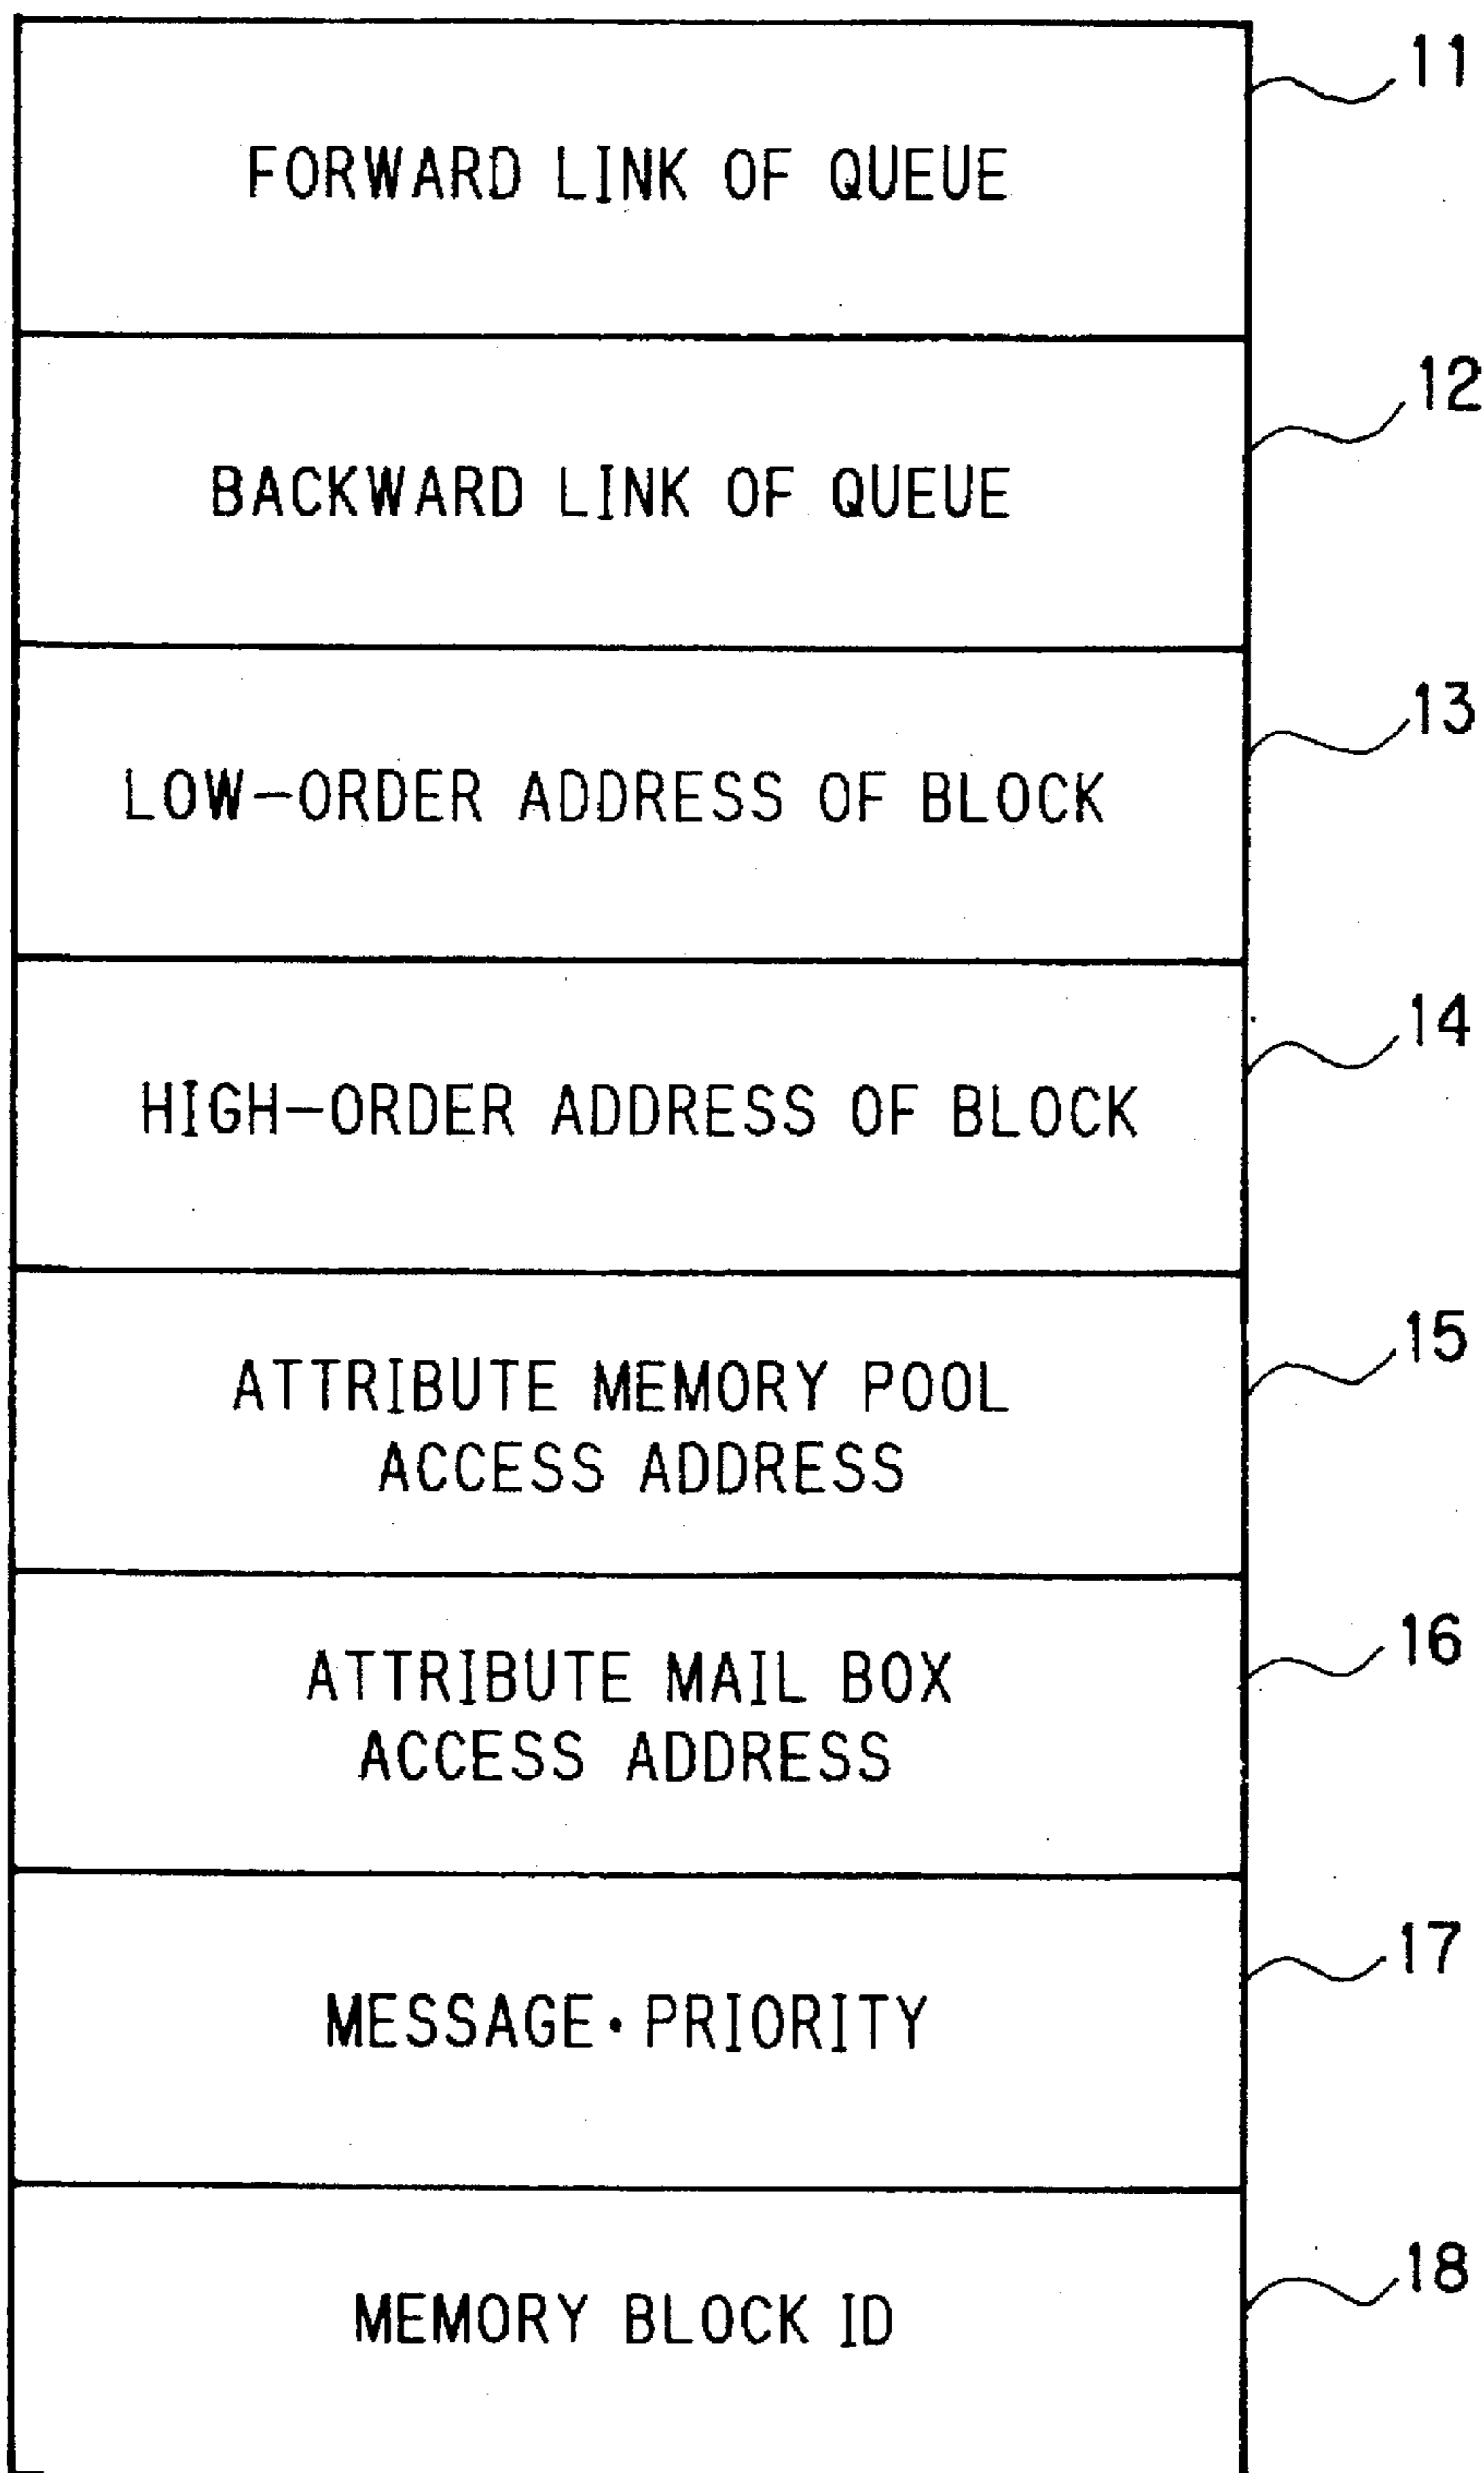 11
FORWARD LINK OF QUEUE
12
BACKWARD LINK OF QUEUE
13
LOW-ORDER ADDRESS OF BLOCK
14
HIGH-ORDER ADDRESS OF BLOCK
15
ATTRIBUTE MEMORY POOL
ACCESS ADDRESS
16
ATTRIBUTE MAIL BOX
ACCESS ADDRESS
17
MESSAGE・PRIORITY
18
MEMORY BLOCK ID